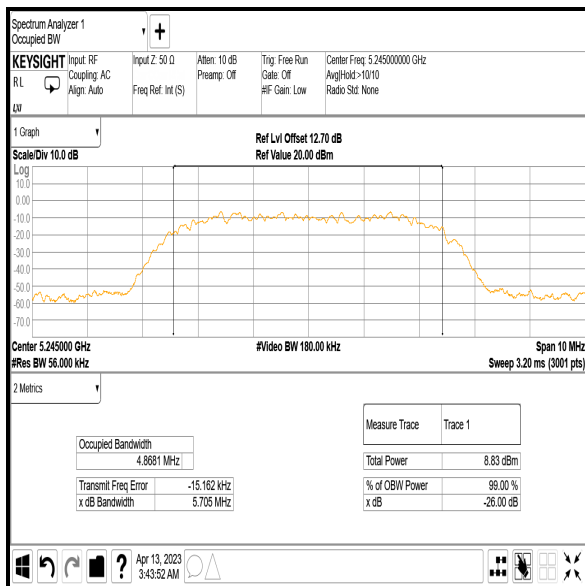 Spectrum Analyzer 1
Occupied BW
KEYSIGHT
R L
LXI
Input: RF
Coupling: AC
Align: Auto
Input Z: 50 Ω
Freq Ref: Int (S)
Atten: 10 dB
Preamp: Off
Trig: Free Run
Gate: Off
#IF Gain: Low
Center Freq: 5.245000000 GHz
Avg|Hold:>10/10
Radio Std: None
1 Graph
Scale/Div 10.0 dB
Ref Lvl Offset 12.70 dB
Ref Value 20.00 dBm
Log
10.0
0.00
-10.0
-20.0
-30.0
-40.0
-50.0
-60.0
-70.0
Center 5.245000 GHz
#Video BW 180.00 kHz
Span 10 MHz
#Res BW 56.000 kHz
Sweep 3.20 ms (3001 pts)
2 Metrics
Occupied Bandwidth
4.8681 MHz
Transmit Freq Error -15.162 kHz
x dB Bandwidth 5.705 MHz
Measure Trace Trace 1
Total Power 8.83 dBm
% of OBW Power 99.00 %
x dB -26.00 dB
?
Apr 13, 2023
3:43:52 AM